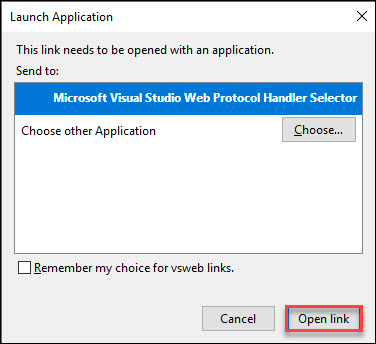 Launch Application
This link needs to be opened with an application.
Send to:
Microsoft Visual Studio Web Protocol Handler Selector
Choose other Application
Choose...
Remember my choice for vsweb links.
Cancel
Open link